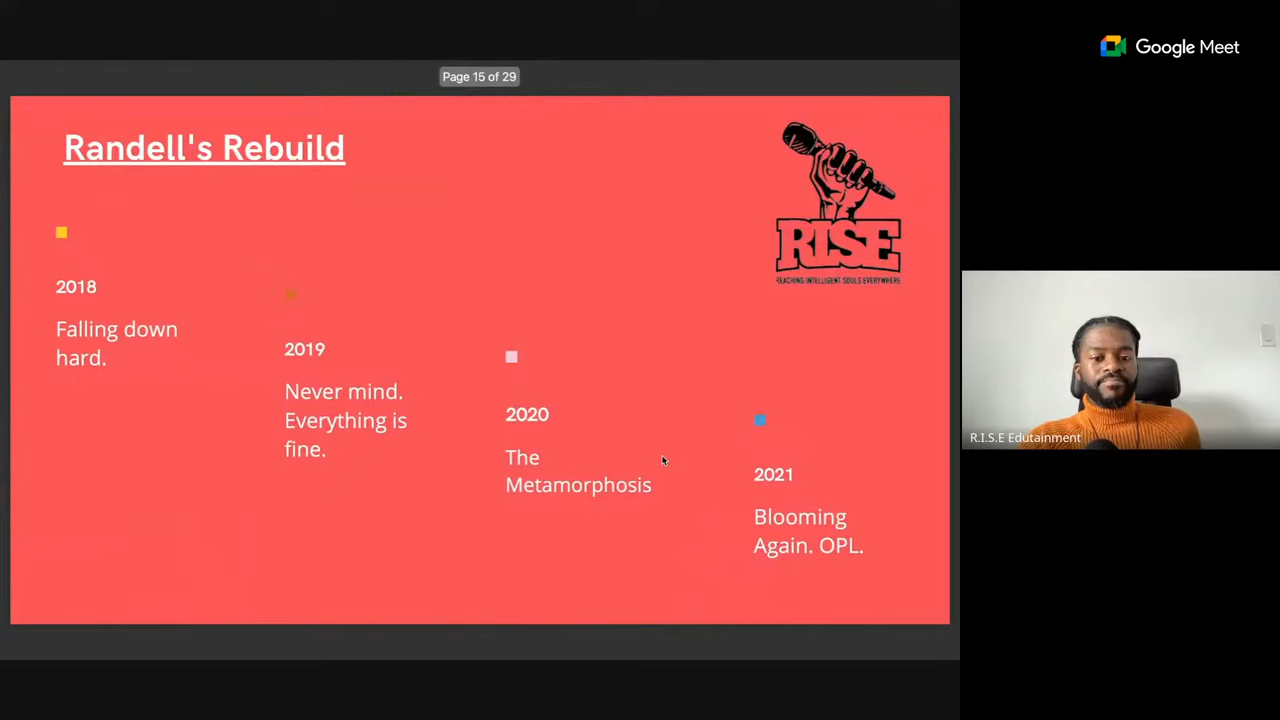 Page 15 of 29
Google Meet
Randell's Rebuild
RISE
REACHING INTELLIGENT SOULS EVERYWHERE
2018
Falling down
hard.
2019
Never mind.
Everything is
fine.
2020
The
Metamorphosis
2021
Blooming
Again. OPL.
R.I.S.E Edutainment